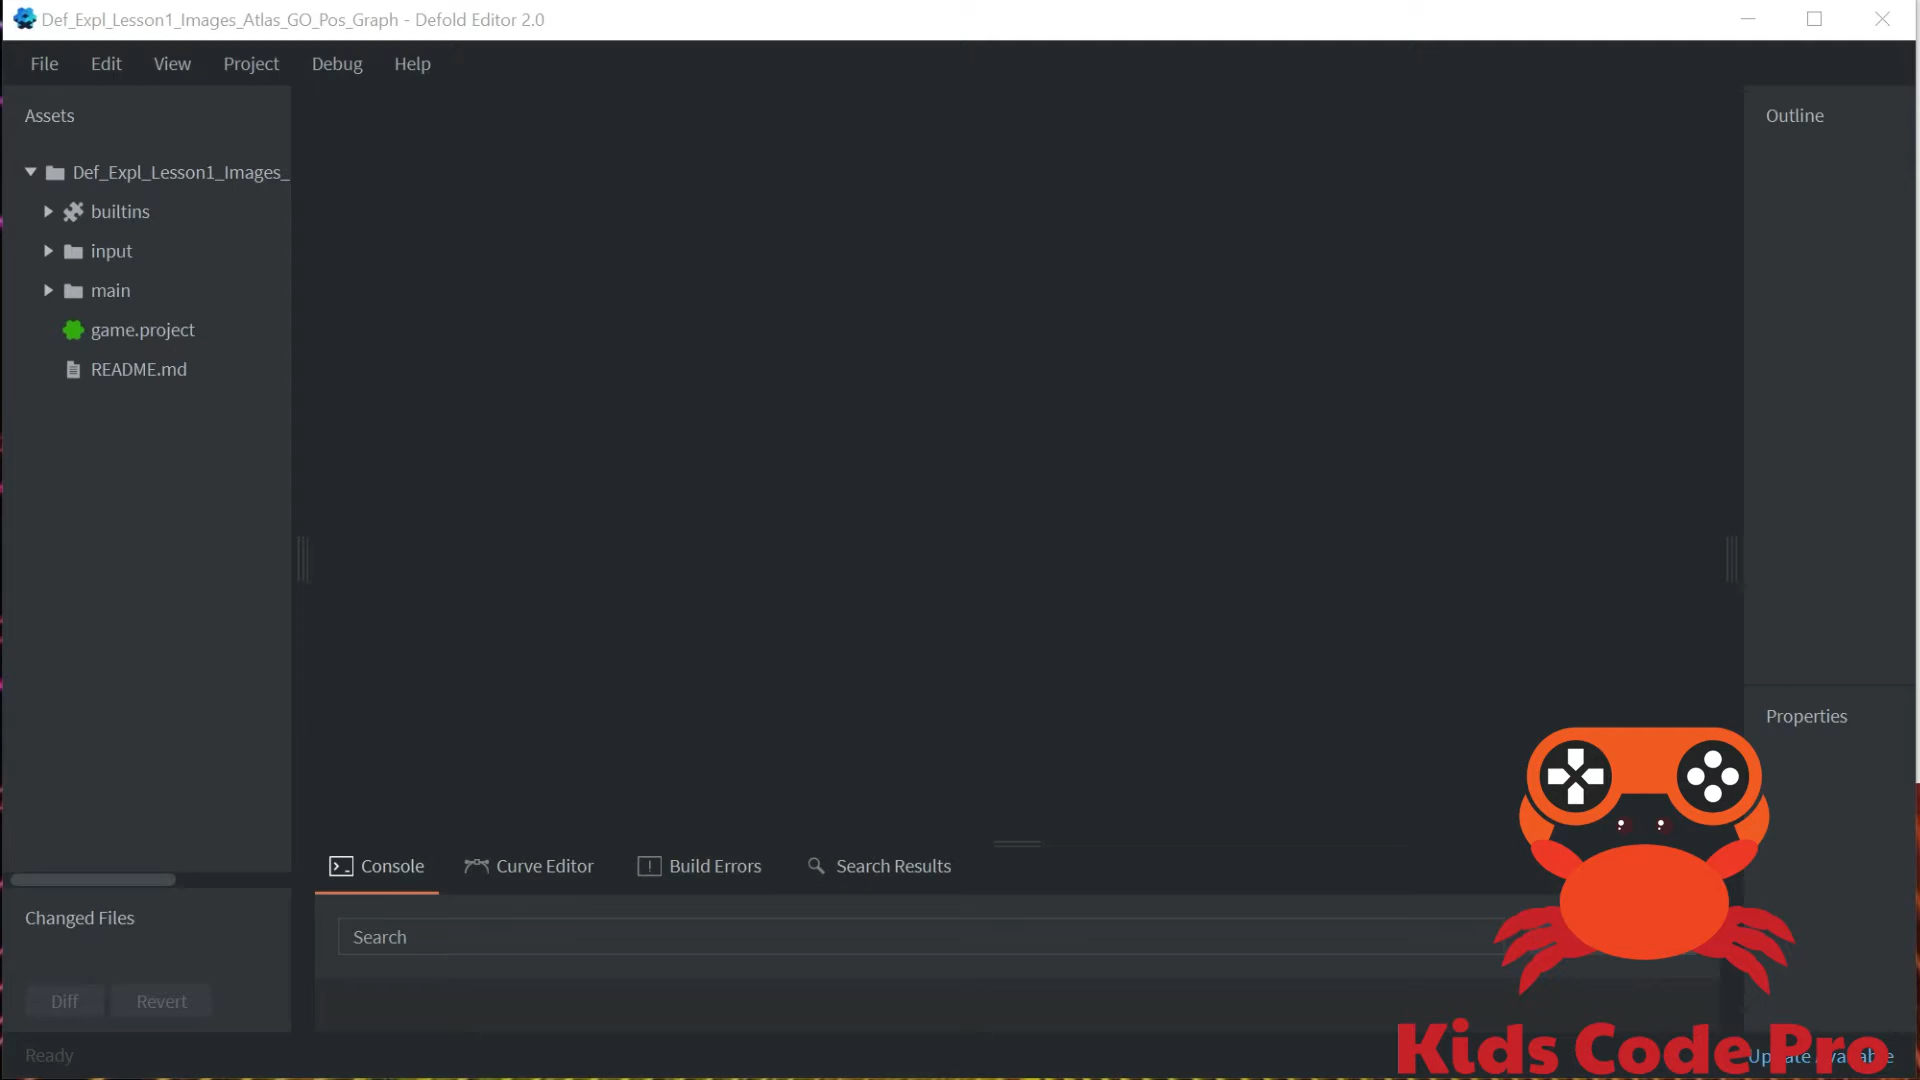 Def_Expl_Lesson1_Images_Atlas_GO_Pos_Graph - Defold Editor 2.0
File Edit View Project Debug Help
Assets
Outline
Def_Expl_Lesson1_Images_
builtins
input
main
game.project
README.md
Properties
Console Curve Editor Build Errors Search Results
Changed Files
Search
Diff Revert
Ready
Kids Code Pro
Update Available